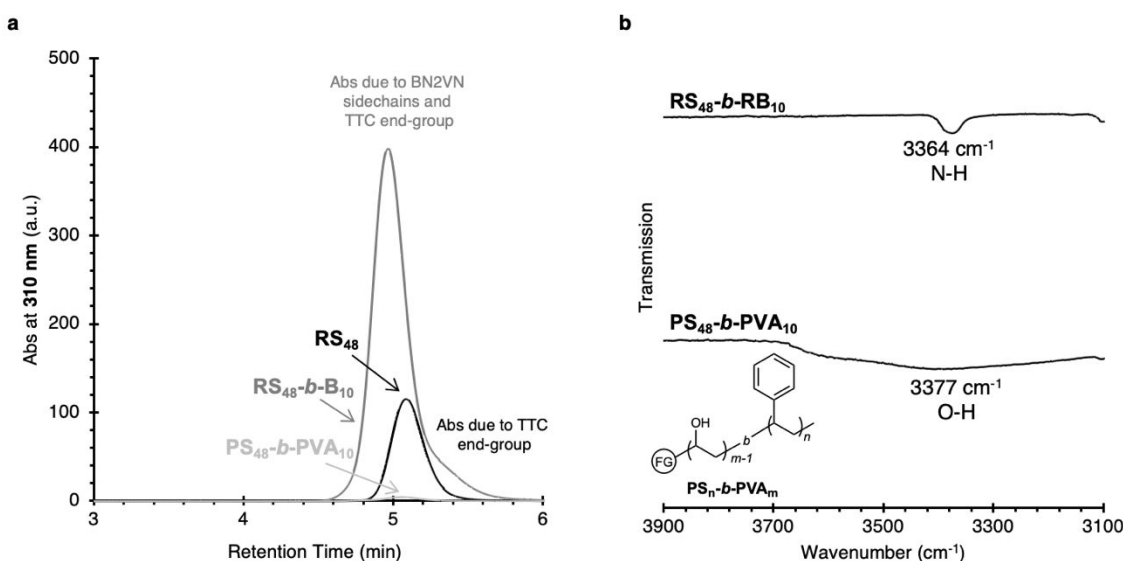 a
500
400
300
200
100
0
Abs at 310 nm (a.u.)
Abs due to BN2VN
sidechains and
TTC end-group
RS48
RS48-b-B10
Abs due to TTC
end-group
PS48-b-PVA10
3 4 5 6
Retention Time (min)
b
RS48-b-RB10
3364 cm-1
N-H
Transmission
PS48-b-PVA10
3377 cm-1
O-H
OH
FG
m-1
b
n
PSn-b-PVAm
3900 3700 3500 3300 3100
Wavenumber (cm-1)